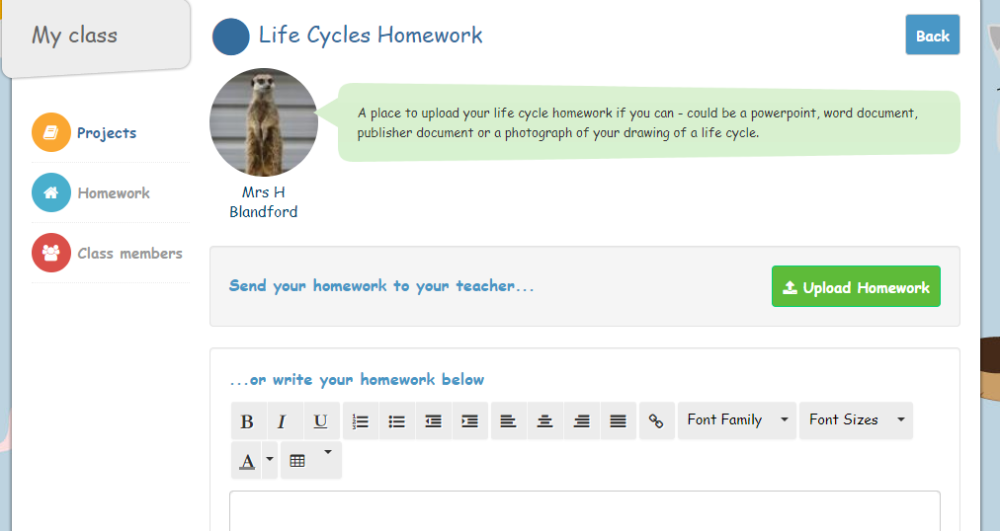 My class
Life Cycles Homework
Back
A place to upload your life cycle homework if you can - could be a powerpoint, word document,
publisher document or a photograph of your drawing of a life cycle.
Projects
Homework
Class members
Mrs H
Blandford
Send your homework to your teacher...
Upload Homework
...or write your homework below
B I U Font Family Font Sizes
A